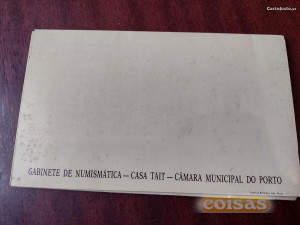 GABINETE DE NUMISMÁTICA — CASA TAIT — CÂMARA MUNICIPAL DO PORTO
coisas